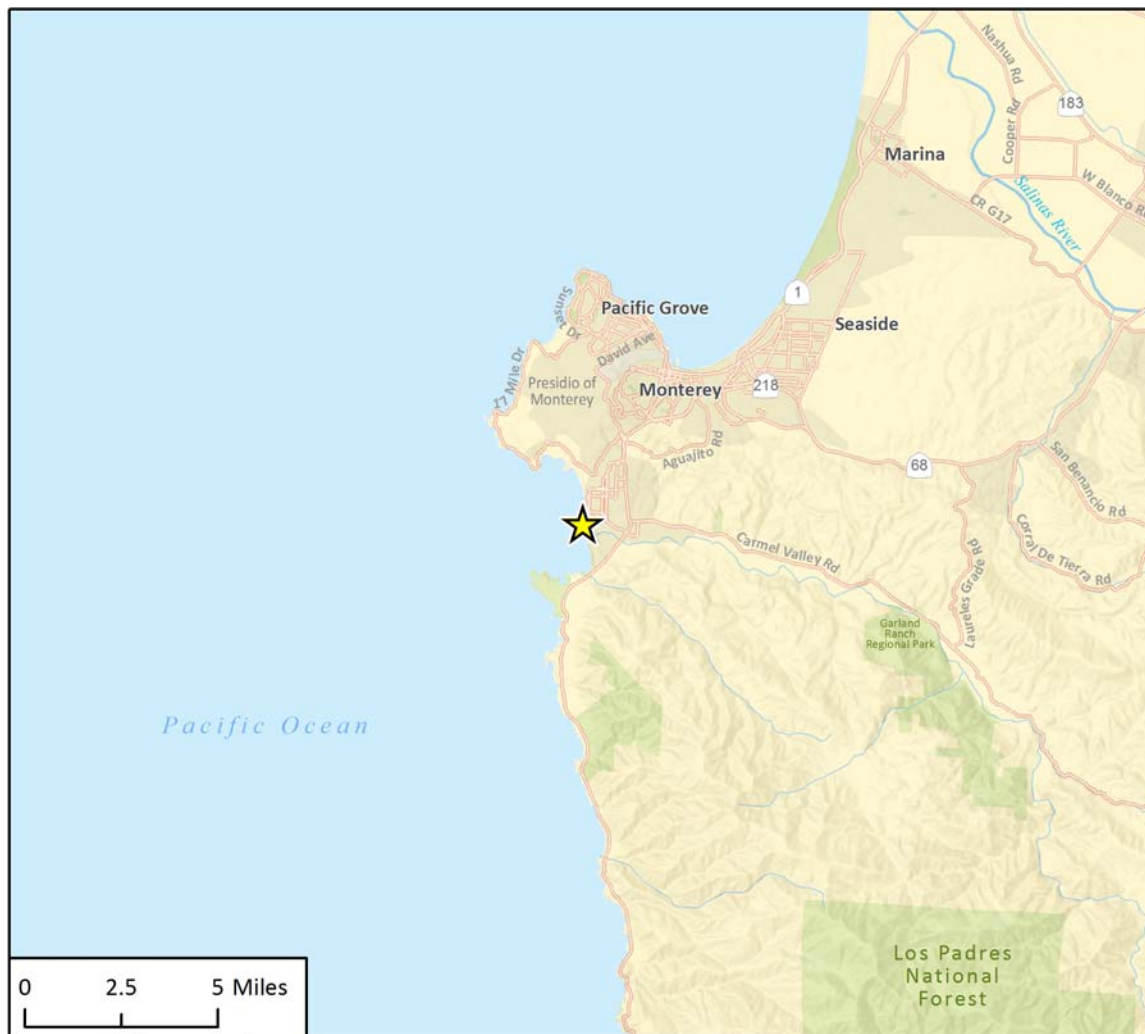 Nashua Rd
183
Cooper Rd
Marina
W Blanco R
CR G17
Salinas River
1
Sunset Dr
Pacific Grove
Seaside
David Ave
17 Mile Dr
Presidio of
Monterey
Monterey
218
Aguajito Rd
68
San Benancio Rd
Corral De Tierra Rd
Carmel Valley Rd
Laureles Grade Rd
Garland
Ranch
Regional Park
Pacific Ocean
Los Padres
National
Forest
0 2.5 5 Miles